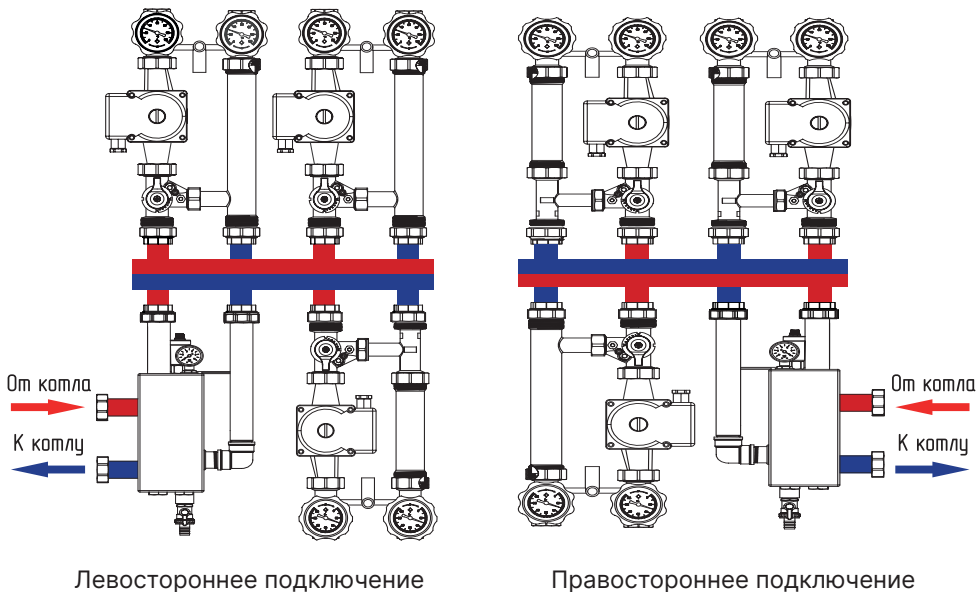 От котла
К котлу
От котла
К котлу
Левостороннее подключение
Правостороннее подключение